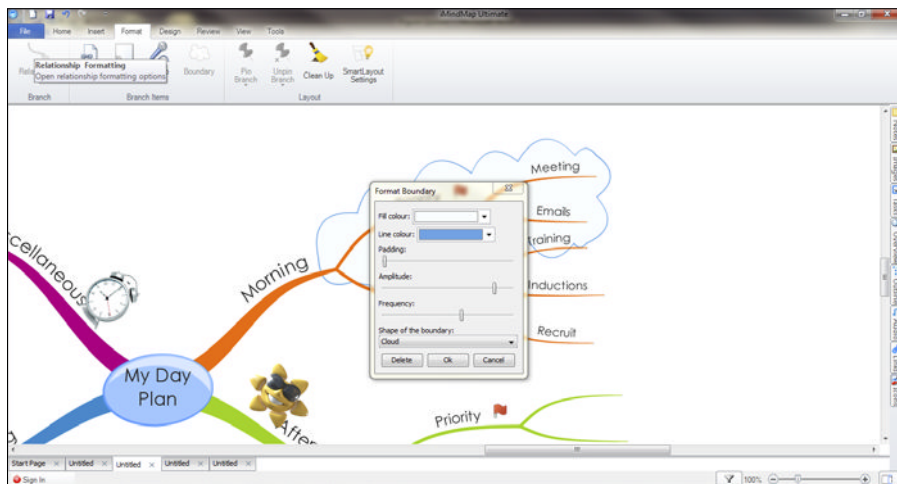 iMindMap Ultimate
File Home Insert Format Design Review View Tools
Relationship Formatting
Open relationship formatting options
Boundary
Pin Branch
Unpin Branch
Clean Up
SmartLayout Settings
Branch
Branch Items
Layout
Meeting
Emails
Training
Inductions
Recruit
Morning
cellaneous
My Day
Plan
After
Priority
Format Boundary
Fill colour:
Line colour:
Padding:
Amplitude:
Frequency:
Shape of the boundary:
Cloud
Delete Ok Cancel
Start Page Untitled Untitled Untitled Untitled
Sign In
100%